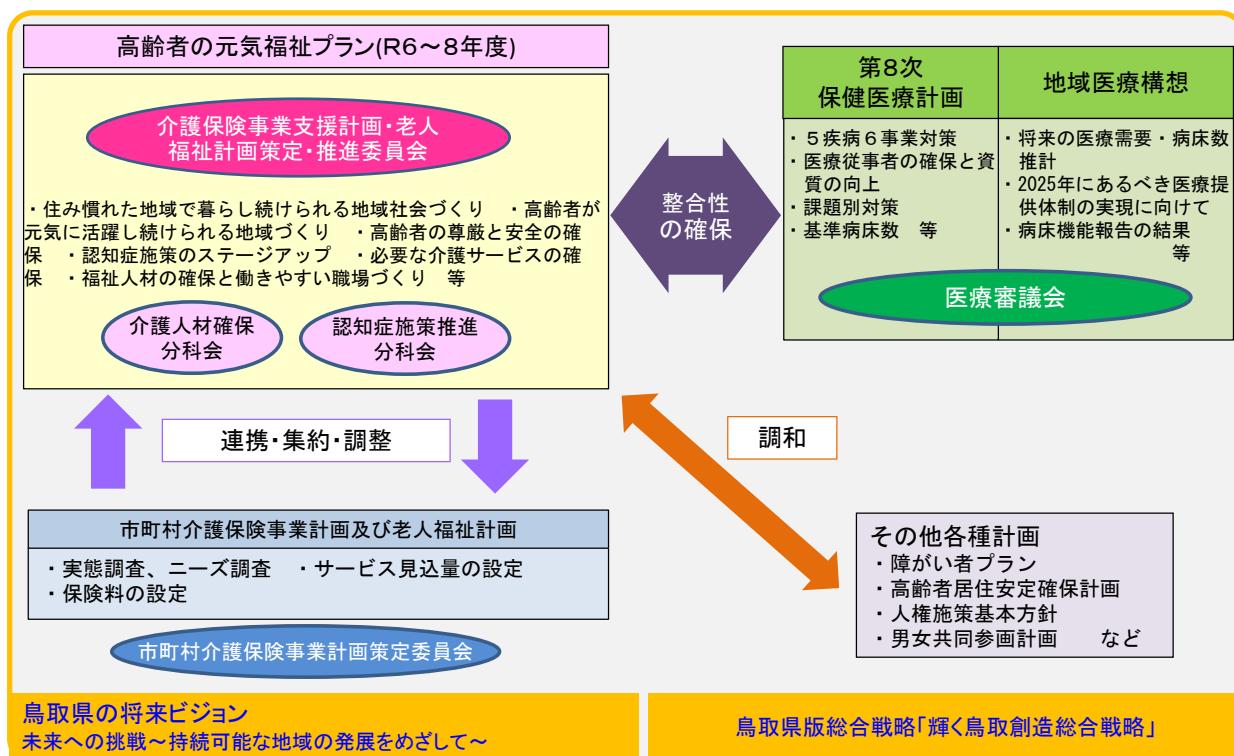 高齢者の元気福祉プラン(R6～8年度)
介護保険事業支援計画・老人
福祉計画策定・推進委員会
・住み慣れた地域で暮らし続けられる地域社会づくり　・高齢者が
元気に活躍し続けられる地域づくり　・高齢者の尊厳と安全の確
保　・認知症施策のステージアップ　・必要な介護サービスの確
保　・福祉人材の確保と働きやすい職場づくり　等
介護人材確保
分科会
認知症施策推進
分科会
整合性
の確保
第8次
保健医療計画
・５疾病６事業対策
・医療従事者の確保と資
質の向上
・課題別対策
・基準病床数　等
地域医療構想
・将来の医療需要・病床数
推計
・2025年にあるべき医療提
供体制の実現に向けて
・病床機能報告の結果
等
医療審議会
連携・集約・調整
調和
市町村介護保険事業計画及び老人福祉計画
・実態調査、ニーズ調査　・サービス見込量の設定
・保険料の設定
市町村介護保険事業計画策定委員会
その他各種計画
・障がい者プラン
・高齢者居住安定確保計画
・人権施策基本方針
・男女共同参画計画　　など
鳥取県の将来ビジョン
未来への挑戦～持続可能な地域の発展をめざして～
鳥取県版総合戦略「輝く鳥取創造総合戦略」